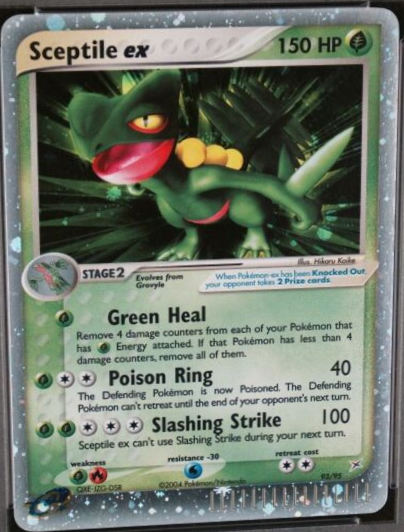 Sceptile ex 150 HP
Illus. Hikaru Koike
STAGE2
Evolves from
Grovyle
When Pokémon-ex has been Knocked Out,
your opponent takes 2 Prize cards.
Green Heal
Remove 4 damage counters from each of your Pokémon that
has Energy attached. If that Pokémon has less than 4
damage counters, remove all of them.
Poison Ring 40
The Defending Pokémon is now Poisoned. The Defending
Pokémon can't retreat until the end of your opponent's next turn.
Slashing Strike 100
Sceptile ex can't use Slashing Strike during your next turn.
weakness resistance -30 retreat cost
©2004 Pokémon/Nintendo 93/95